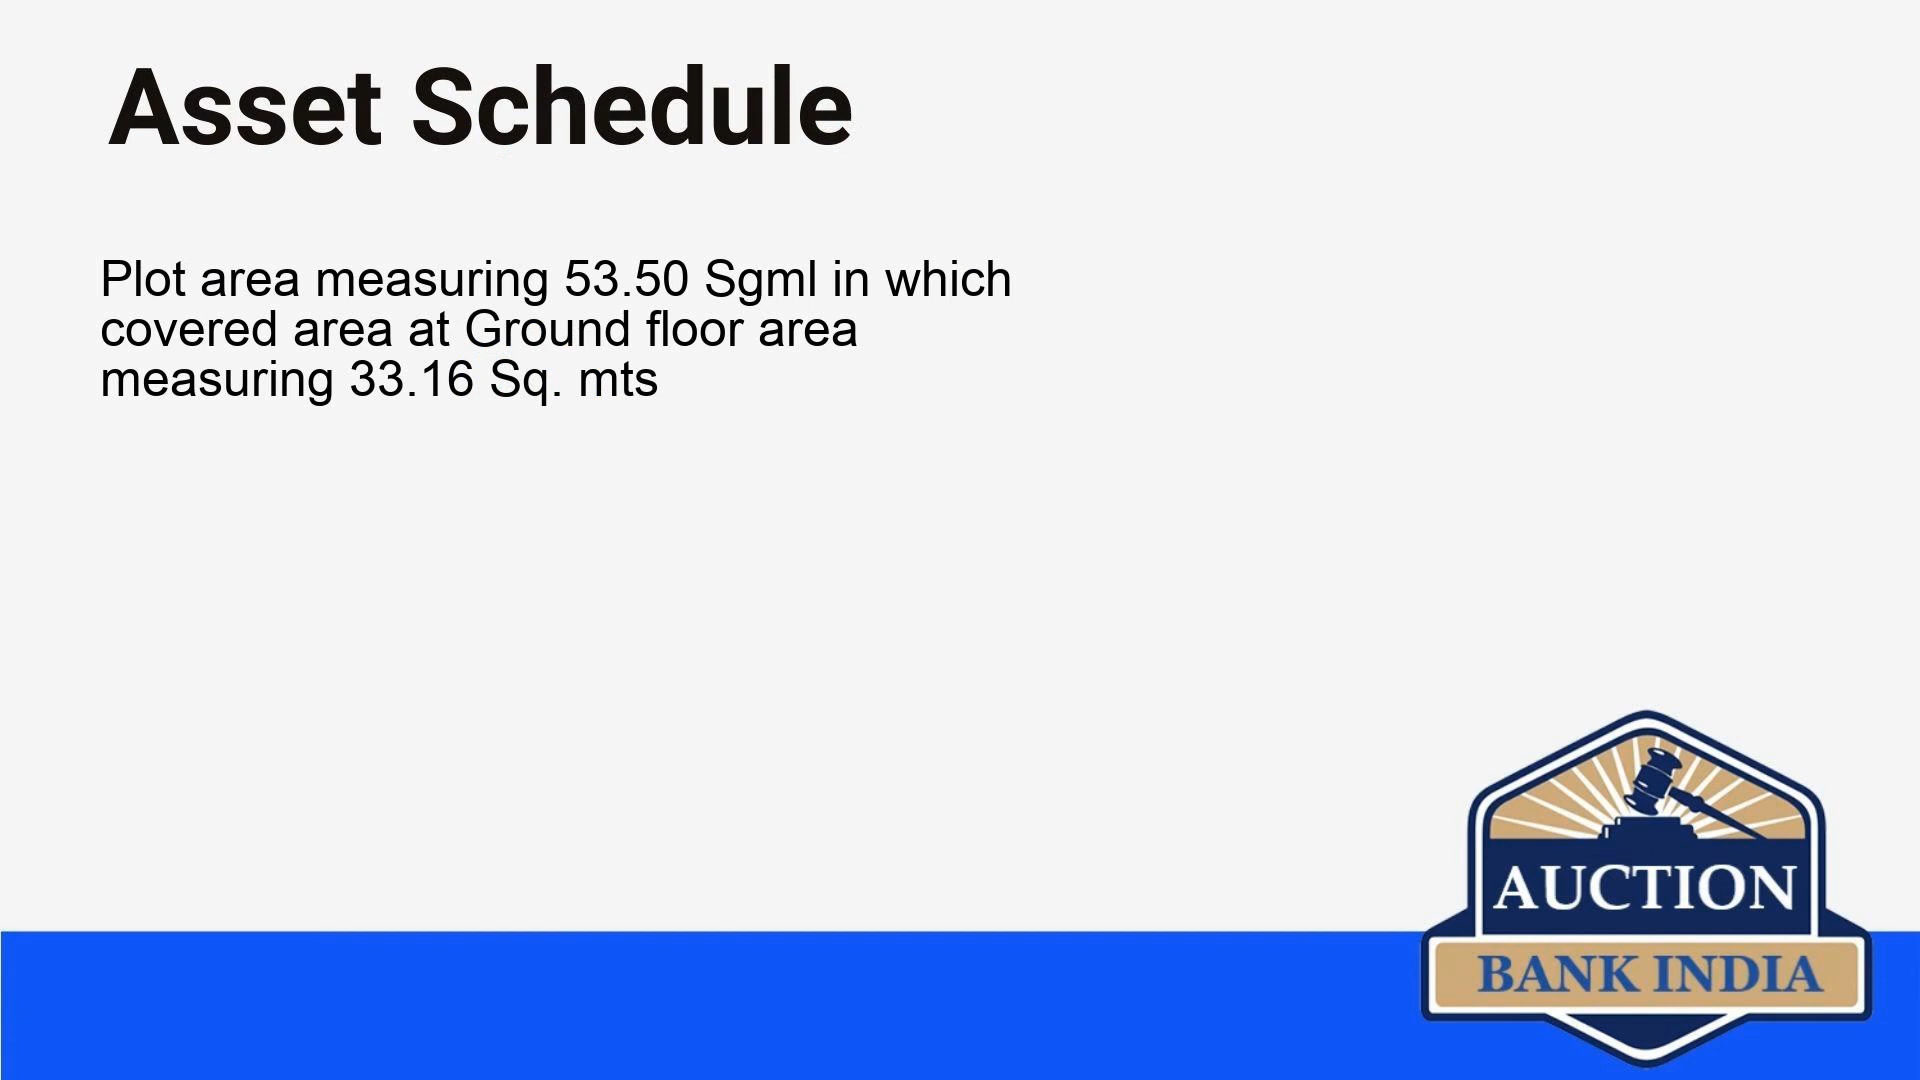 Asset Schedule
Plot area measuring 53.50 Sgml in which
covered area at Ground floor area
measuring 33.16 Sq. mts
AUCTION
BANK INDIA